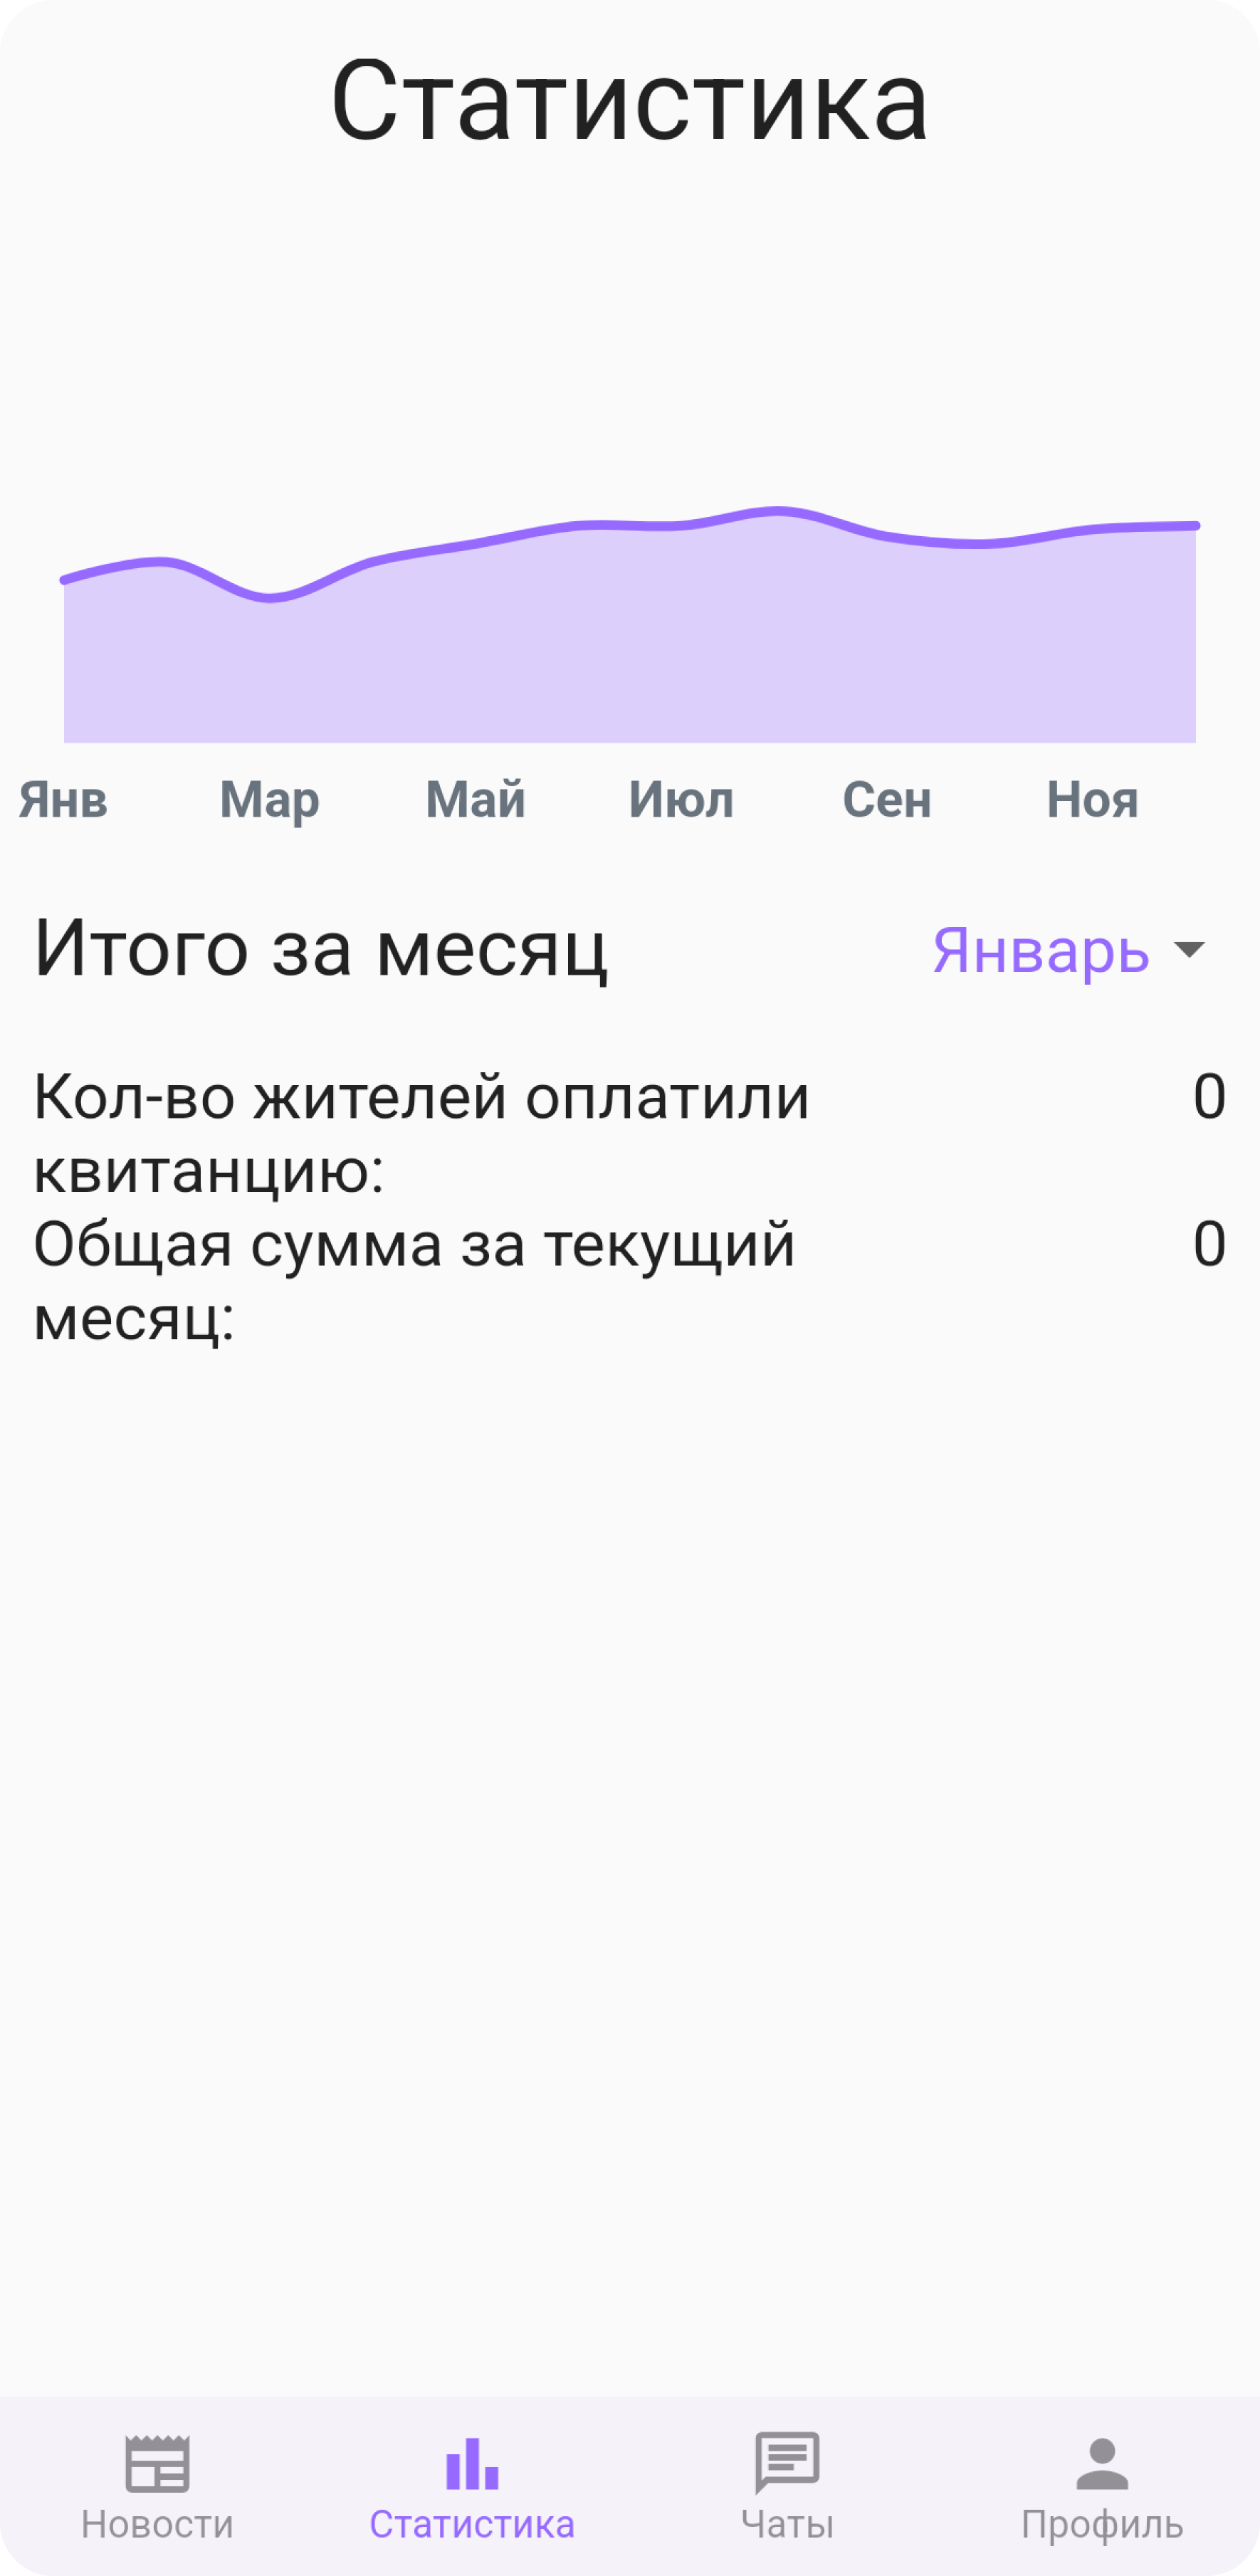 Статистика
Янв Мар Май Июл Сен Ноя
Итого за месяц Январь
Кол-во жителей оплатили 0
квитанцию:
Общая сумма за текущий 0
месяц:
Новости Статистика Чаты Профиль